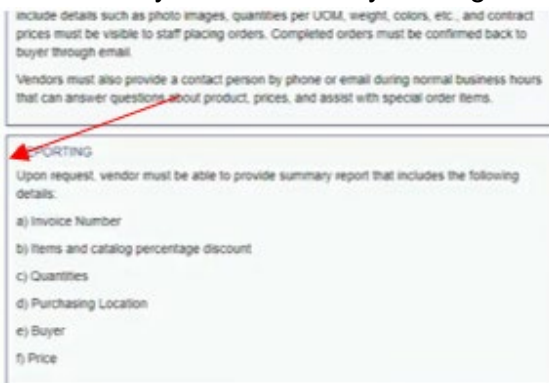 include details such as photo images, quantities per UOM, weight, colors, etc., and contract
prices must be visible to staff placing orders. Completed orders must be confirmed back to
buyer through email.
Vendors must also provide a contact person by phone or email during normal business hours
that can answer questions about product, prices, and assist with special order items.
REPORTING
Upon request, vendor must be able to provide summary report that includes the following
details:
a) Invoice Number
b) Items and catalog percentage discount
c) Quantities
d) Purchasing Location
e) Buyer
f) Price